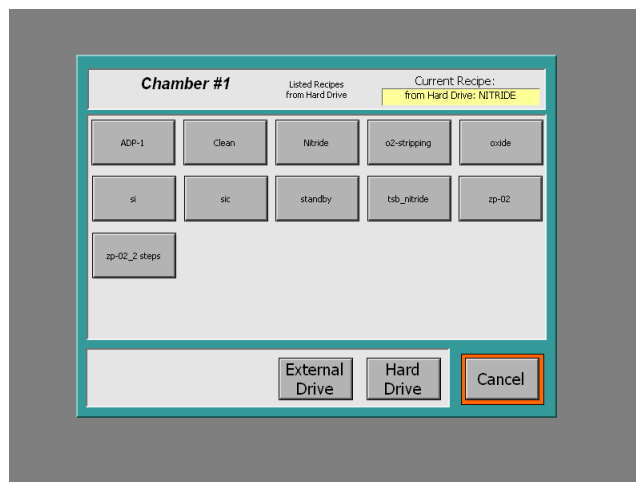 Chamber #1
Listed Recipes
from Hard Drive
Current Recipe:
from Hard Drive: NITRIDE
ADP-1
Clean
Nitride
o2-stripping
oxide
si
sic
standby
tsb_nitride
zp-02
zp-02_2 steps
External
Drive
Hard
Drive
Cancel